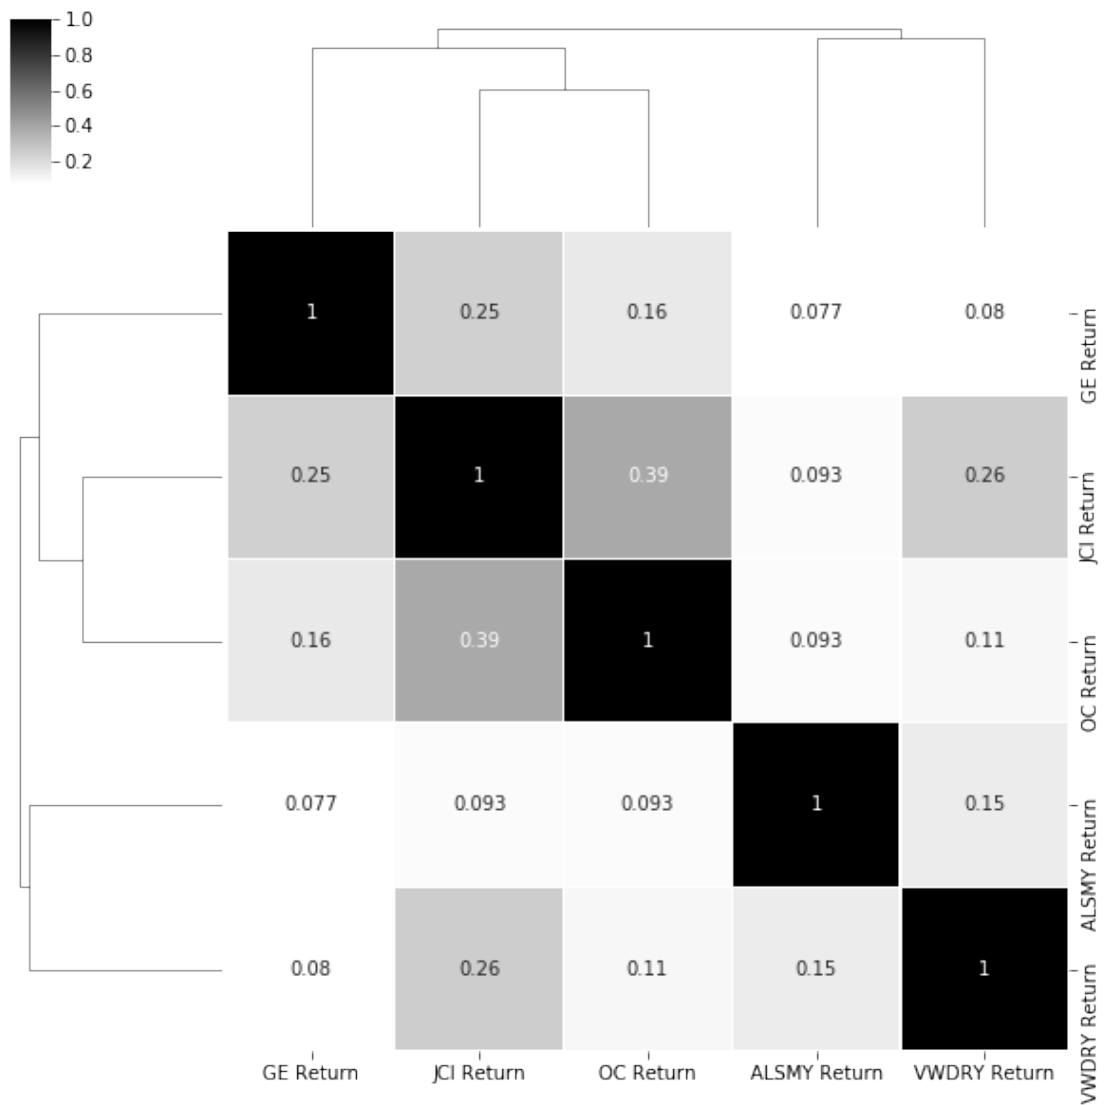 1.0
0.8
0.6
0.4
0.2
1 0.25 0.16 0.077 0.08
0.25 1 0.39 0.093 0.26
0.16 0.39 1 0.093 0.11
0.077 0.093 0.093 1 0.15
0.08 0.26 0.11 0.15 1
GE Return
JCI Return
OC Return
ALSMY Return
VWDRY Return
GE Return JCI Return OC Return ALSMY Return VWDRY Return